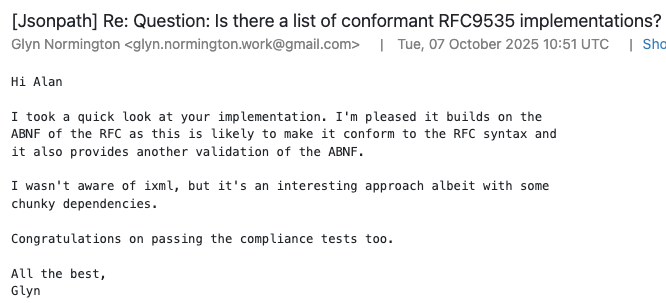 [Jsonpath] Re: Question: Is there a list of conformant RFC9535 implementations?
Glyn Normington <glyn.normington.work@gmail.com> | Tue, 07 October 2025 10:51 UTC | Sho
Hi Alan
I took a quick look at your implementation. I'm pleased it builds on the
ABNF of the RFC as this is likely to make it conform to the RFC syntax and
it also provides another validation of the ABNF.
I wasn't aware of ixml, but it's an interesting approach albeit with some
chunky dependencies.
Congratulations on passing the compliance tests too.
All the best,
Glyn